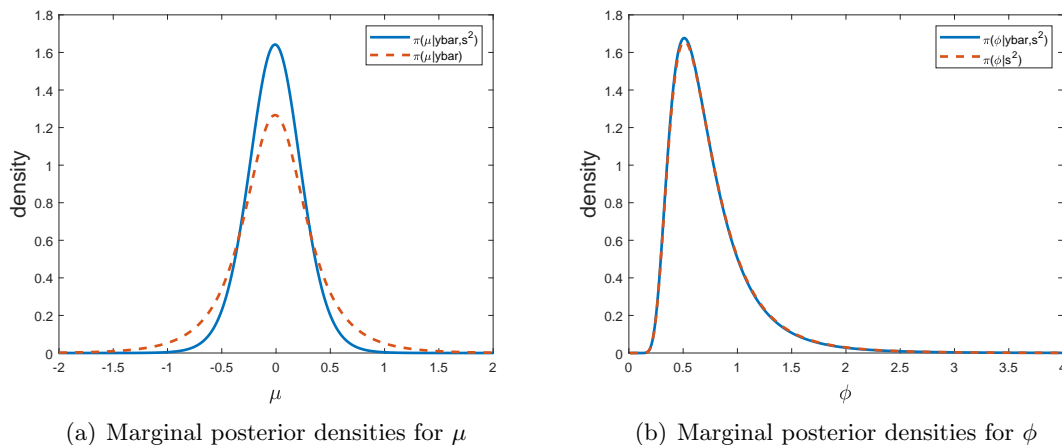 1.8
1.6
1.4
1.2
1
0.8
0.6
0.4
0.2
0
density
π(μ|ybar,s²)
π(μ|ybar)
-2 -1.5 -1 -0.5 0 0.5 1 1.5 2
μ
(a) Marginal posterior densities for μ
1.8
1.6
1.4
1.2
1
0.8
0.6
0.4
0.2
0
density
π(ϕ|ybar,s²)
π(ϕ|s²)
0 0.5 1 1.5 2 2.5 3 3.5 4
ϕ
(b) Marginal posterior densities for ϕ